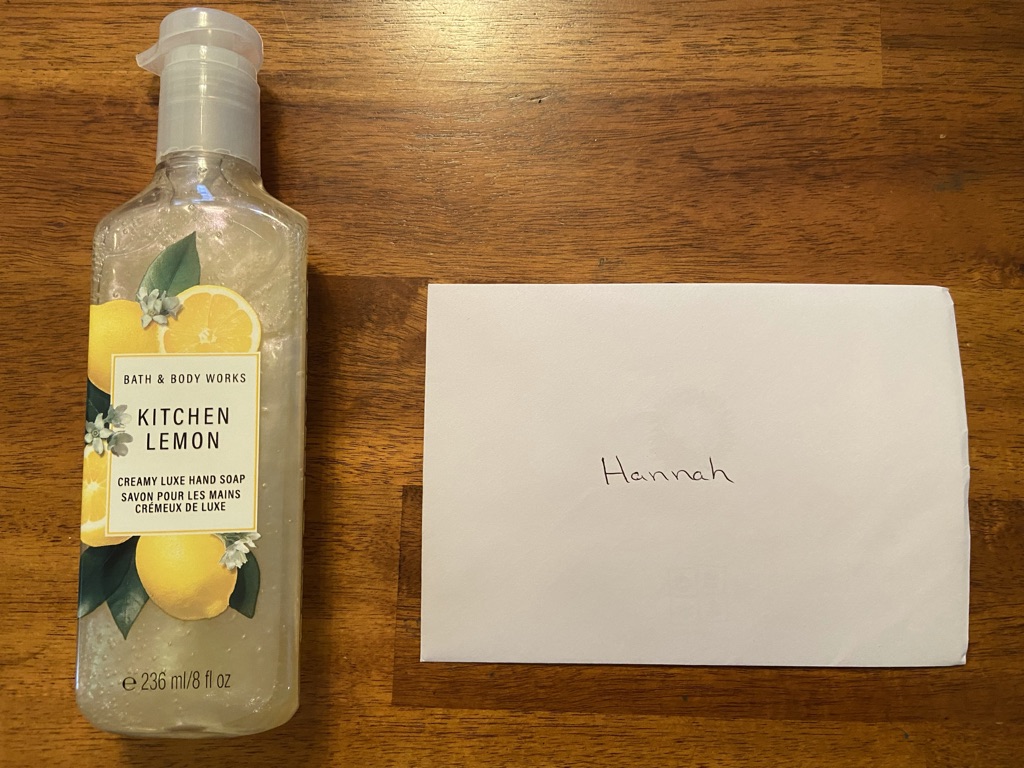 BATH & BODY WORKS
KITCHEN
LEMON
CREAMY LUXE HAND SOAP
SAVON POUR LES MAINS
CRÉMEUX DE LUXE
℮ 236 ml/8 fl oz
Hannah